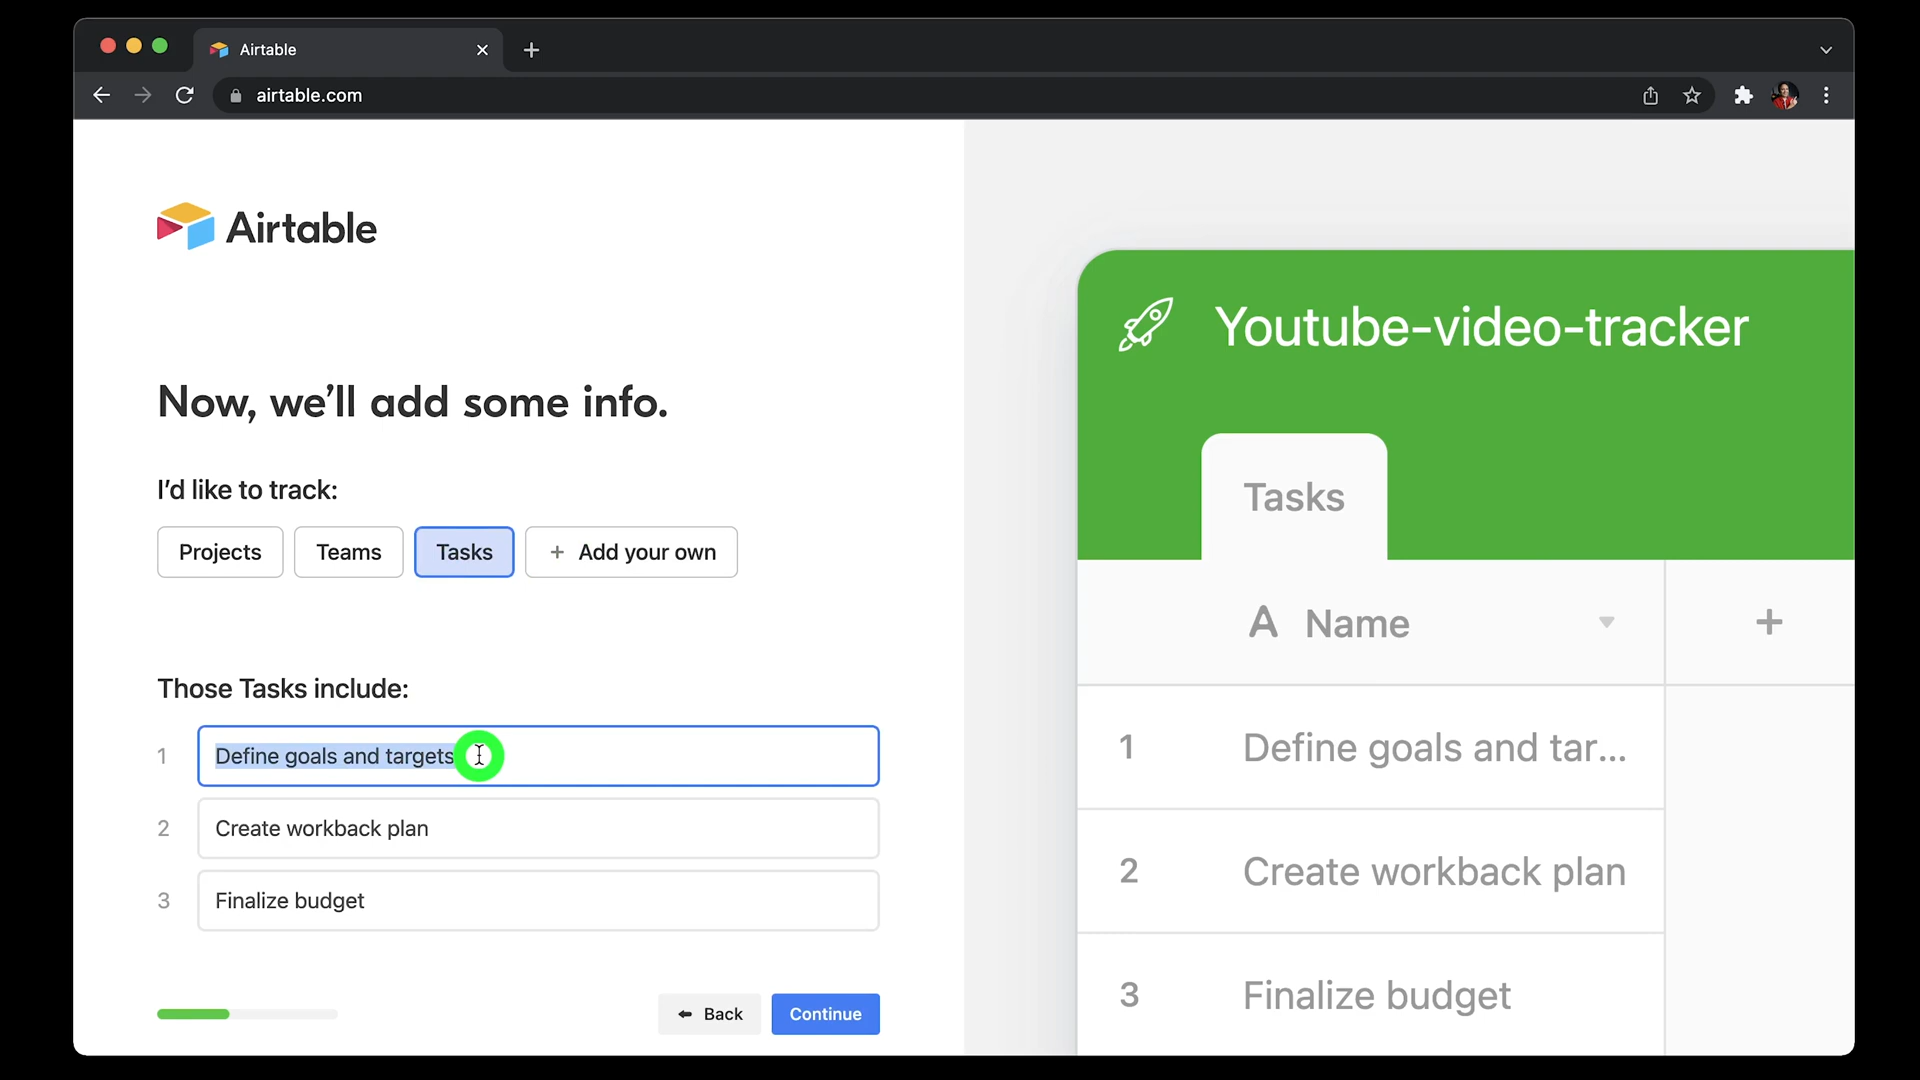 Airtable
airtable.com
Airtable
Now, we’ll add some info.
I’d like to track:
Projects
Teams
Tasks
+ Add your own
Those Tasks include:
1 Define goals and targets
2 Create workback plan
3 Finalize budget
Back
Continue
Youtube-video-tracker
Tasks
A Name
1 Define goals and tar...
2 Create workback plan
3 Finalize budget